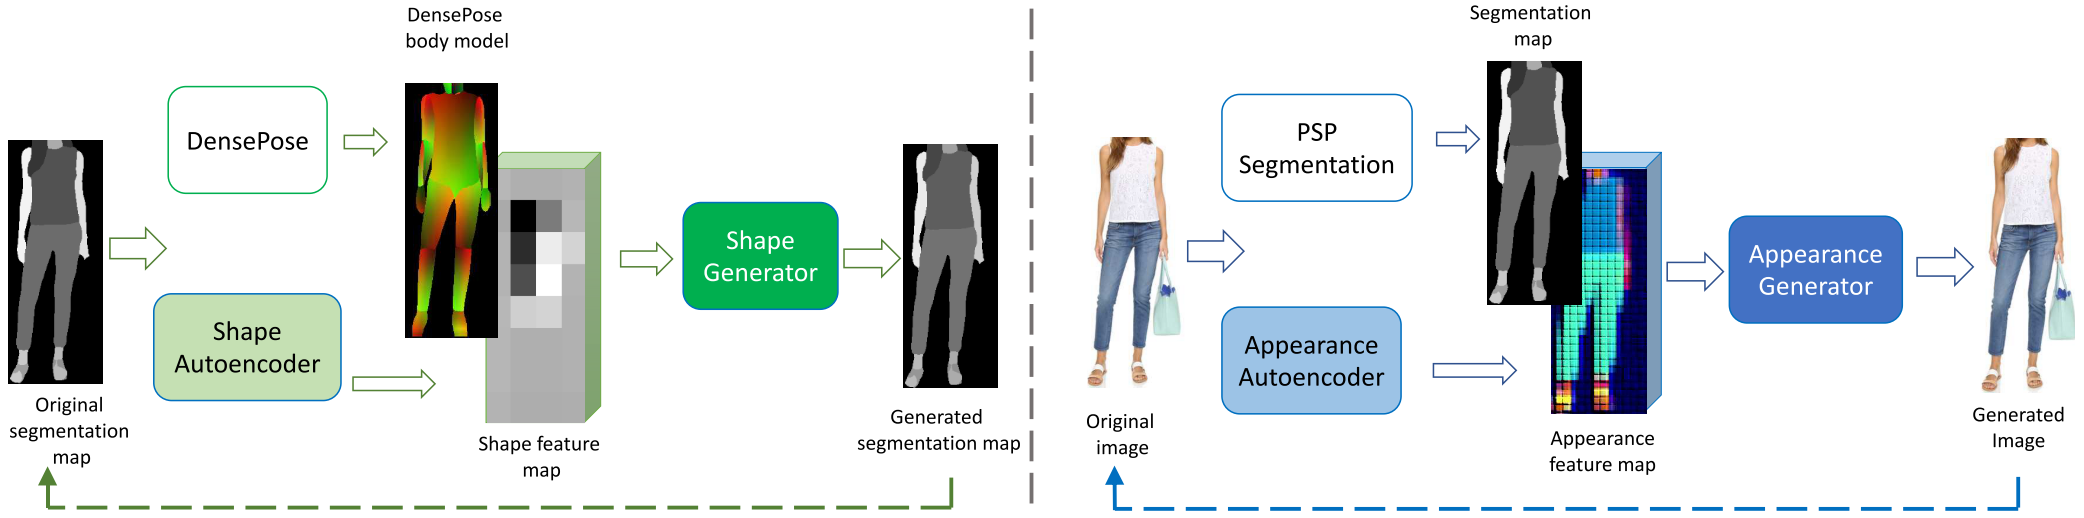 DensePose
body model
DensePose
Shape
Autoencoder
Original
segmentation
map
Shape feature
map
Shape
Generator
Generated
segmentation map
Segmentation
map
PSP
Segmentation
Appearance
Autoencoder
Original
image
Appearance
feature map
Appearance
Generator
Generated
Image